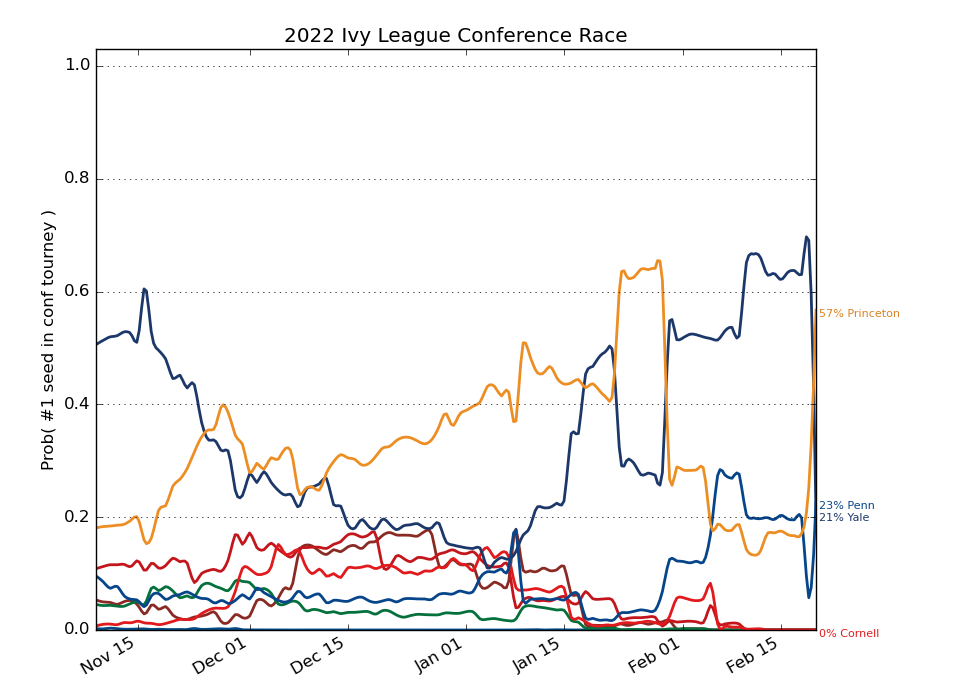 2022 Ivy League Conference Race
Prob( #1 seed in conf tourney )
1.0
0.8
0.6
0.4
0.2
0.0
57% Princeton
23% Penn
21% Yale
0% Cornell
Nov 15
Dec 01
Dec 15
Jan 01
Jan 15
Feb 01
Feb 15